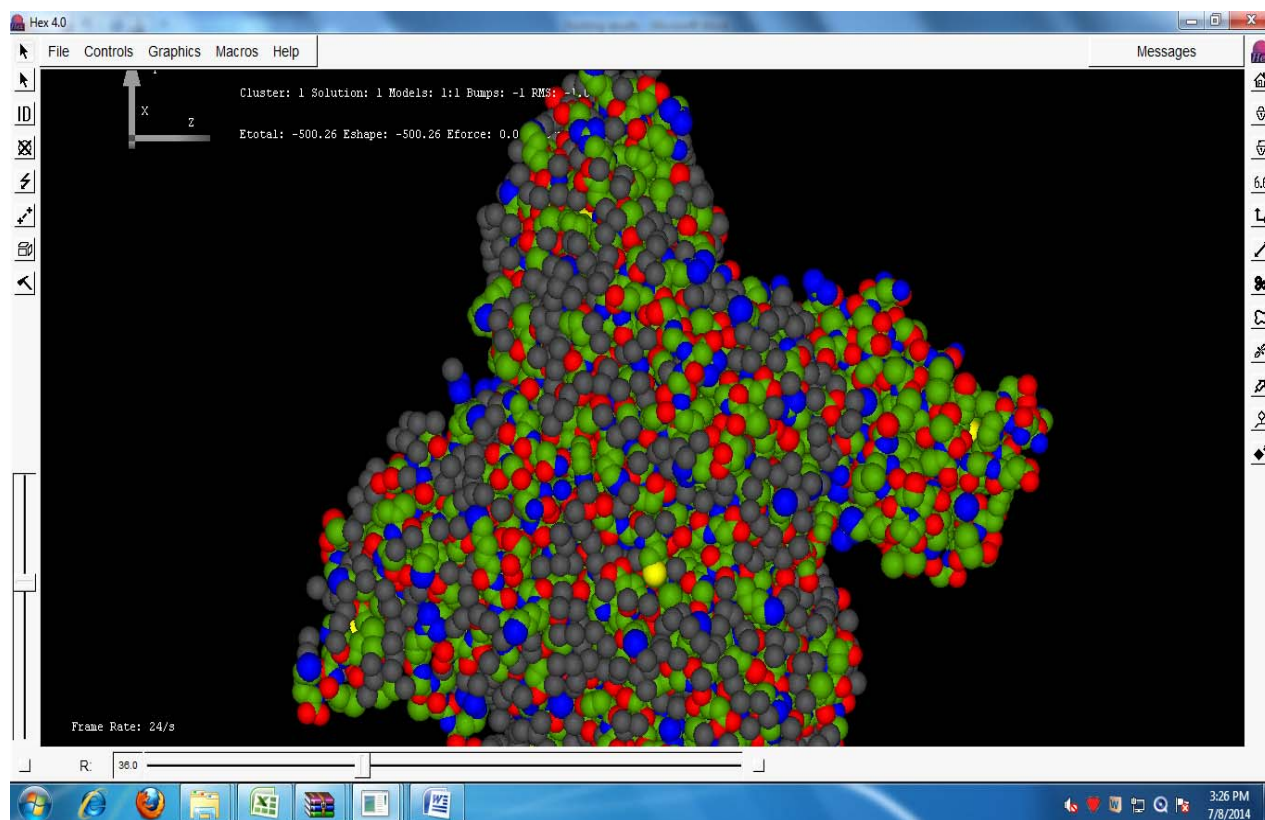 Hex 4.0
File Controls Graphics Macros Help
Messages
X
Z
Cluster: 1 Solution: 1 Models: 1:1 Bumps: -1 RMS:
Etotal: -500.26 Eshape: -500.26 Eforce: 0.0
ID
Frame Rate: 24/s
R: 36.0
3:26 PM
7/8/2014